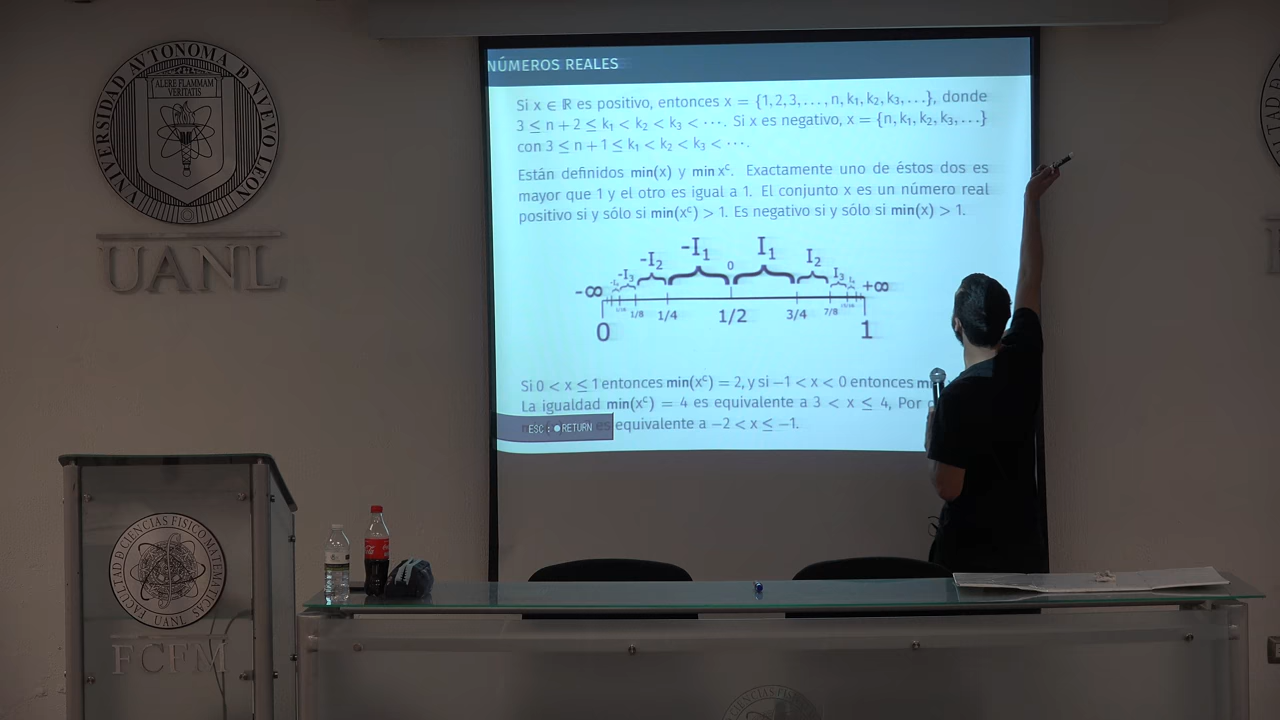 UNIVERSIDAD AVTONOMA D NVEVO LEON
ALERE FLAMMAM
VERITATIS
UANL
NÚMEROS REALES
Si x ∈ ℝ es positivo, entonces x = {1, 2, 3, . . . , n, k₁, k₂, k₃, . . .}, donde
3 ≤ n + 2 ≤ k₁ < k₂ < k₃ < · · · . Si x es negativo, x = {n, k₁, k₂, k₃, . . .}
con 3 ≤ n + 1 ≤ k₁ < k₂ < k₃ < · · · .
Están definidos min(x) y min xᶜ. Exactamente uno de éstos dos es
mayor que 1 y el otro es igual a 1. El conjunto x es un número real
positivo si y sólo si min(xᶜ) > 1. Es negativo si y sólo si min(x) > 1.
-I₃ -I₂ -I₁ 0 I₁ I₂ I₃
-∞ +∞
1/8 1/4 1/2 3/4 7/8
0 1
Si 0 < x ≤ 1 entonces min(xᶜ) = 2, y si −1 < x < 0 entonces
La igualdad min(xᶜ) = 4 es equivalente a 3 < x ≤ 4, Por
es equivalente a −2 < x ≤ −1.
ESC : RETURN
FACULTAD D CIENCIAS FISICO MATEMATICAS
UANL
FCFM